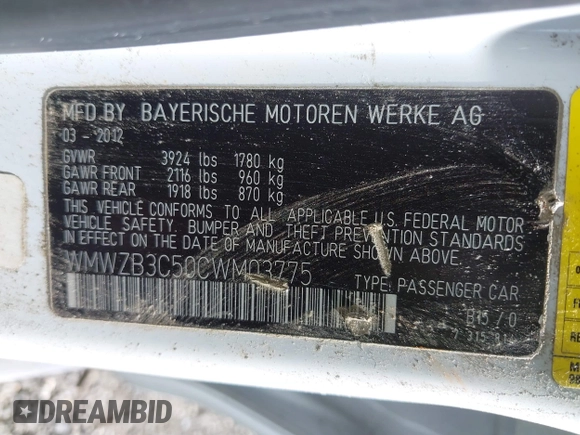 MFD BY BAYERISCHE MOTOREN WERKE AG
03 2012
GVWR 3924 lbs 1780 kg
GAWR FRONT 2116 lbs 960 kg
GAWR REAR 1918 lbs 870 kg
THIS VEHICLE CONFORMS TO ALL APPLICABLE U.S. FEDERAL MOTOR
VEHICLE SAFETY, BUMPER AND THEFT PREVENTION STANDARDS
IN EFFECT ON THE DATE OF MANUFACTURE SHOWN ABOVE.
WMWZB3C50CWM03775
TYPE: PASSENGER CAR
B15/0
DREAMBID